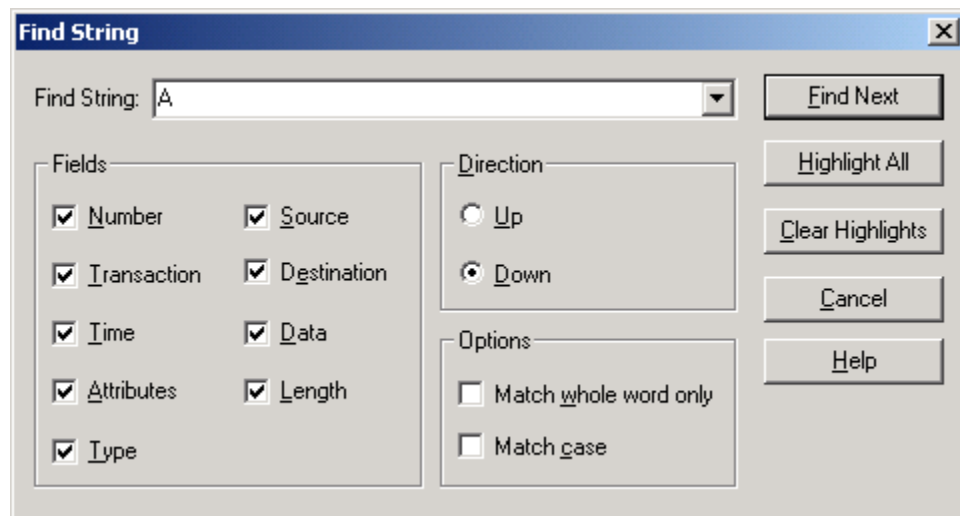 Find String
Find String: A
Find Next
Highlight All
Clear Highlights
Cancel
Help
Fields
Number
Source
Transaction
Destination
Time
Data
Attributes
Length
Type
Direction
Up
Down
Options
Match whole word only
Match case